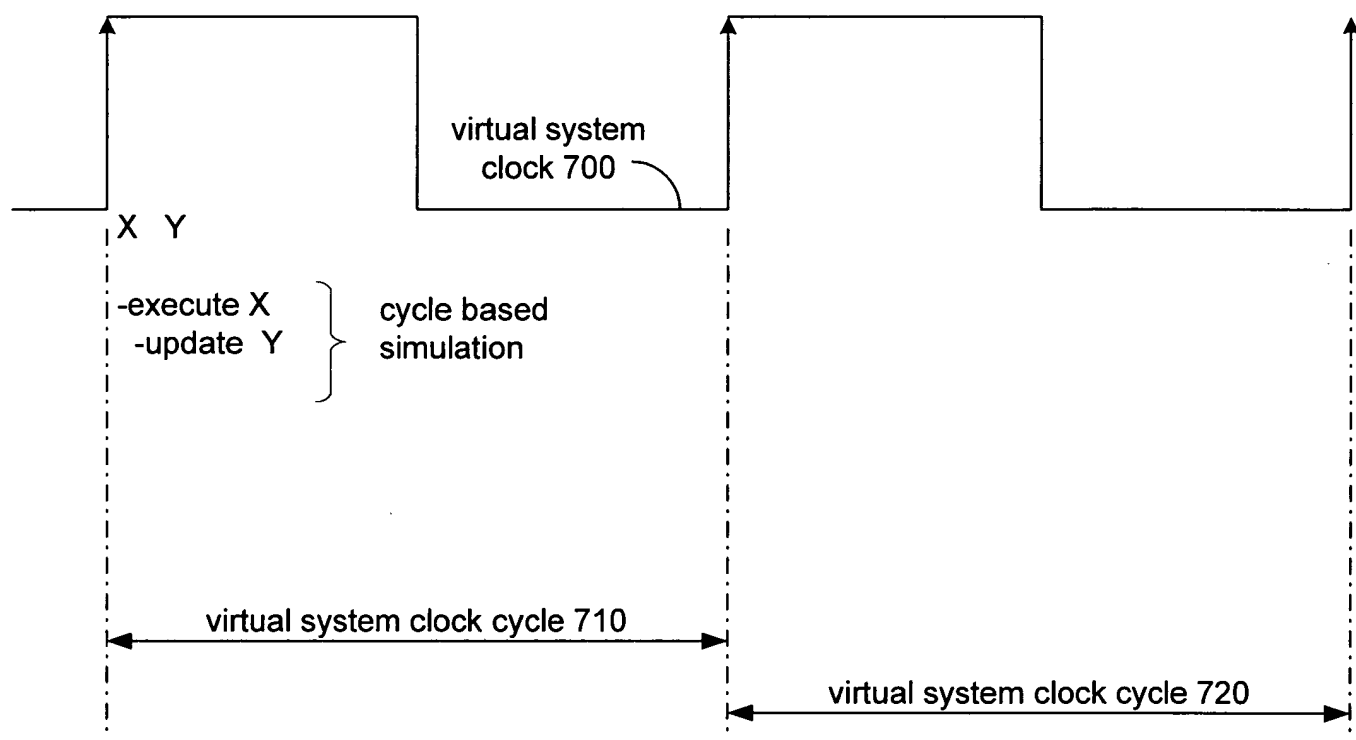 virtual system
clock 700
X Y
-execute X
-update Y
cycle based
simulation
virtual system clock cycle 710
virtual system clock cycle 720